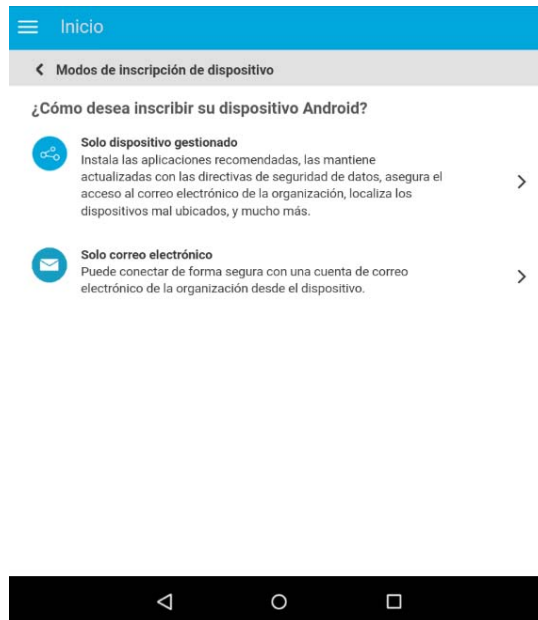 Inicio
Modos de inscripción de dispositivo
¿Cómo desea inscribir su dispositivo Android?
Solo dispositivo gestionado
Instala las aplicaciones recomendadas, las mantiene
actualizadas con las directivas de seguridad de datos, asegura el
acceso al correo electrónico de la organización, localiza los
dispositivos mal ubicados, y mucho más.
Solo correo electrónico
Puede conectar de forma segura con una cuenta de correo
electrónico de la organización desde el dispositivo.